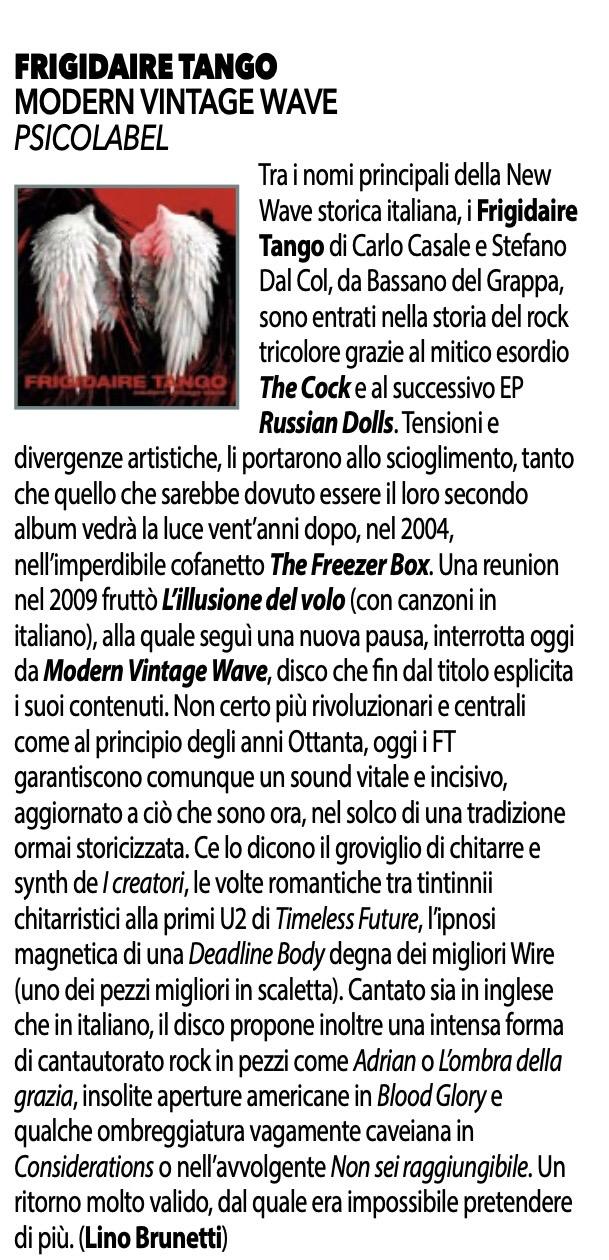 FRIGIDAIRE TANGO
MODERN VINTAGE WAVE
PSICOLABEL
FRIGIDAIRE TANGO
Tra i nomi principali della New
Wave storica italiana, i Frigidaire
Tango di Carlo Casale e Stefano
Dal Col, da Bassano del Grappa,
sono entrati nella storia del rock
tricolore grazie al mitico esordio
The Cock e al successivo EP
Russian Dolls. Tensioni e
divergenze artistiche, li portarono allo scioglimento, tanto
che quello che sarebbe dovuto essere il loro secondo
album vedrà la luce vent'anni dopo, nel 2004,
nell'imperdibile cofanetto The Freezer Box. Una reunion
nel 2009 fruttò L'illusione del volo (con canzoni in
italiano), alla quale seguì una nuova pausa, interrotta oggi
da Modern Vintage Wave, disco che fin dal titolo esplicita
i suoi contenuti. Non certo più rivoluzionari e centrali
come al principio degli anni Ottanta, oggi i FT
garantiscono comunque un sound vitale e incisivo,
aggiornato a ciò che sono ora, nel solco di una tradizione
ormai storicizzata. Ce lo dicono il groviglio di chitarre e
synth de I creatori, le volte romantiche tra tintinnii
chitarristici alla primi U2 di Timeless Future, l'ipnosi
magnetica di una Deadline Body degna dei migliori Wire
(uno dei pezzi migliori in scaletta). Cantato sia in inglese
che in italiano, il disco propone inoltre una intensa forma
di cantautorato rock in pezzi come Adrian o L'ombra della
grazia, insolite aperture americane in Blood Glory e
qualche ombreggiatura vagamente caveiana in
Considerations o nell'avvolgente Non sei raggiungibile. Un
ritorno molto valido, dal quale era impossibile pretendere
di più. (Lino Brunetti)